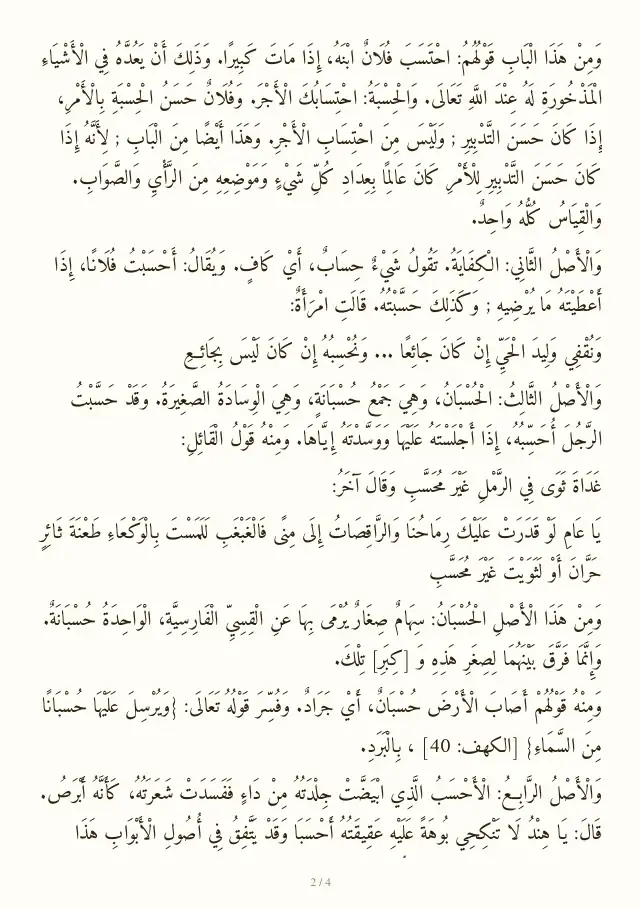 وَمِنْ هَذَا الْبَابِ قَوْلُهُمُ: احْتَسَبَ فُلَانٌ ابْنَهُ، إِذَا مَاتَ كَبِيرًا. وَذَلِكَ أَنْ يَعُدَّهُ فِي الْأَشْيَاءِ
الْمَذْخُورَةِ لَهُ عِنْدَ اللَّهِ تَعَالَى. وَالْحِسْبَةُ: احْتِسَابُكَ الْأَجْرَ. وَفُلَانٌ حَسَنُ الْحِسْبَةِ بِالْأَمْرِ،
إِذَا كَانَ حَسَنَ التَّدْبِيرِ ; وَلَيْسَ مِنَ احْتِسَابِ الْأَجْرِ. وَهَذَا أَيْضًا مِنَ الْبَابِ ; لِأَنَّهُ إِذَا
كَانَ حَسَنَ التَّدْبِيرِ لِلْأَمْرِ كَانَ عَالِمًا بِعِدَادِ كُلِّ شَيْءٍ وَمَوْضِعِهِ مِنَ الرَّأْيِ وَالصَّوَابِ.
وَالْقِيَاسُ كُلُّهُ وَاحِدٌ.
وَالْأَصْلُ الثَّانِي: الْكِفَايَةُ. تَقُولُ شَيْءٌ حِسَابٌ، أَيْ كَافٍ. وَيُقَالُ: أَحْسَبْتُ فُلَانًا، إِذَا
أَعْطَيْتَهُ مَا يُرْضِيهِ ; وَكَذَلِكَ حَسَّبْتُهُ. قَالَتِ امْرَأَةٌ:
وَنُقْفِي وَلِيدَ الْحَيِّ إِنْ كَانَ جَائِعًا ... وَنُحْسِبُهُ إِنْ كَانَ لَيْسَ بِجَائِعِ
وَالْأَصْلُ الثَّالِثُ: الْحُسْبَانُ، وَهِيَ جَمْعُ حُسْبَانَةٍ، وَهِيَ الْوِسَادَةُ الصَّغِيرَةُ. وَقَدْ حَسَّبْتُ
الرَّجُلَ أُحَسِّبُهُ، إِذَا أَجْلَسْتَهُ عَلَيْهَا وَوَسَّدْتَهُ إِيَّاهَا. وَمِنْهُ قَوْلُ الْقَائِلِ:
غَدَاةَ ثَوَى فِي الرَّمْلِ غَيْرَ مُحَسَّبِ وَقَالَ آخَرُ:
يَا عَامِ لَوْ قَدَرَتْ عَلَيْكَ رِمَاحُنَا وَالرَّاقِصَاتُ إِلَى مِنًى فَالْغَبْغَبِ لَلَمَسْتَ بِالْوَكْعَاءِ طَعْنَةَ ثَائِرٍ
حَرَّانَ أَوْ لَثَوَيْتَ غَيْرَ مُحَسَّبِ
وَمِنْ هَذَا الْأَصْلِ الْحُسْبَانُ: سِهَامٌ صِغَارٌ يُرْمَى بِهَا عَنِ الْقِسِيِّ الْفَارِسِيَّةِ، الْوَاحِدَةُ حُسْبَانَةٌ.
وَإِنَّمَا فَرَّقَ بَيْنَهُمَا لِصِغَرِ هَذِهِ وَ [كِبَرِ] تِلْكَ.
وَمِنْهُ قَوْلُهُمْ أَصَابَ الْأَرْضَ حُسْبَانٌ، أَيْ جَرَادٌ. وَفُسِّرَ قَوْلُهُ تَعَالَى: {وَيُرْسِلَ عَلَيْهَا حُسْبَانًا
مِنَ السَّمَاءِ} [الكهف: 40] ، بِالْبَرَدِ.
وَالْأَصْلُ الرَّابِعُ: الْأَحْسَبُ الَّذِي ابْيَضَّتْ جِلْدَتُهُ مِنْ دَاءٍ فَفَسَدَتْ شَعَرَتُهُ، كَأَنَّهُ أَبْرَصُ.
قَالَ: يَا هِنْدُ لَا تَنْكِحِي بُوهَةً عَلَيْهِ عَقِيقَتُهُ أَحْسَبَا وَقَدْ يَتَّفِقُ فِي أُصُولِ الْأَبْوَابِ هَذَا
2 / 4